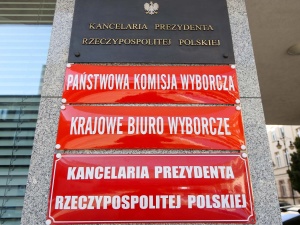 KANCELARIA PREZYDENTA
RZECZYPOSPOLITEJ POLSKIEJ
PAŃSTWOWA KOMISJA WYBORCZA
KRAJOWE BIURO WYBORCZE
KANCELARIA PREZYDENTA
RZECZYPOSPOLITEJ POLSKIEJ